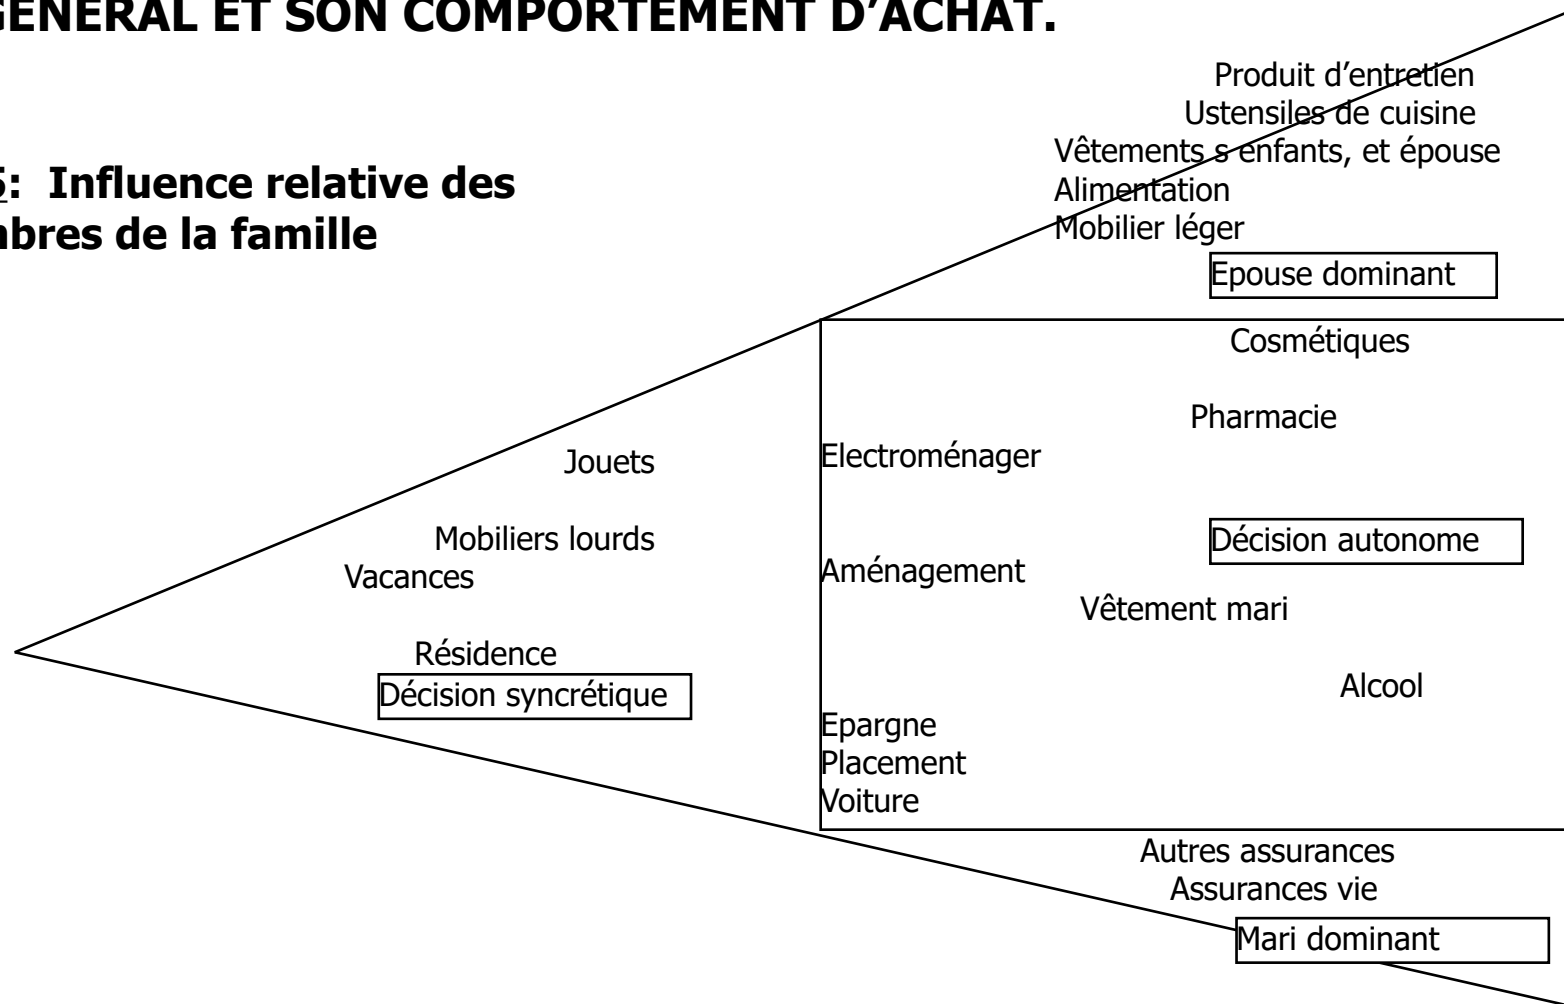 GENERAL ET SON COMPORTEMENT D'ACHAT.
Produit d'entretien
Ustensiles de cuisine
Vêtements s enfants, et épouse
: Influence relative des
Alimentation
mbres de la famille
Mobilier léger
Epouse dominant
Cosmétiques
Pharmacie
Jouets
Electroménager
Mobiliers lourds
Décision autonome
Vacances
Aménagement
Vêtement mari
Résidence
Décision syncrétique
Alcool
Epargne
Placement
Voiture
Autres assurances
Assurances vie
Mari dominant